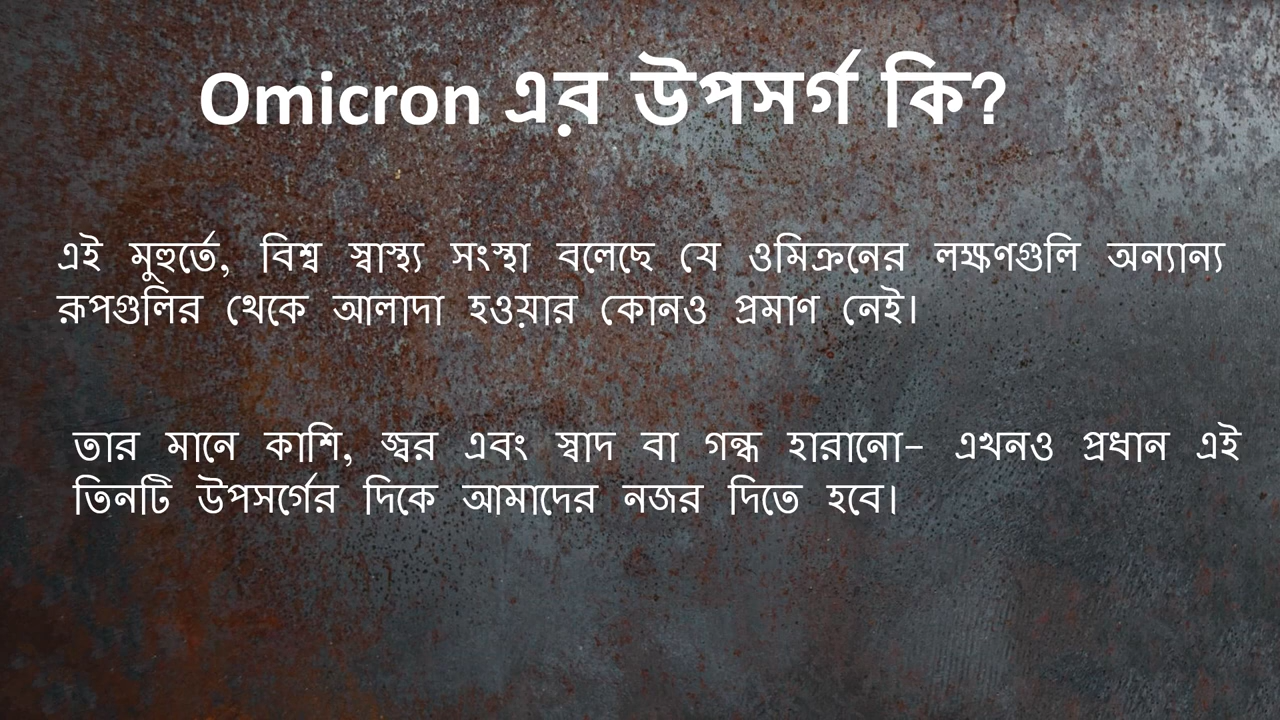 Omicron এর উপসর্গ কি?
এই মুহুর্তে, বিশ্ব স্বাস্থ্য সংস্থা বলেছে যে ওমিক্রনের লক্ষণগুলি অন্যান্য
রূপগুলির থেকে আলাদা হওয়ার কোনও প্রমাণ নেই।
তার মানে কাশি, জ্বর এবং স্বাদ বা গন্ধ হারানো– এখনও প্রধান এই
তিনটি উপসর্গের দিকে আমাদের নজর দিতে হবে।